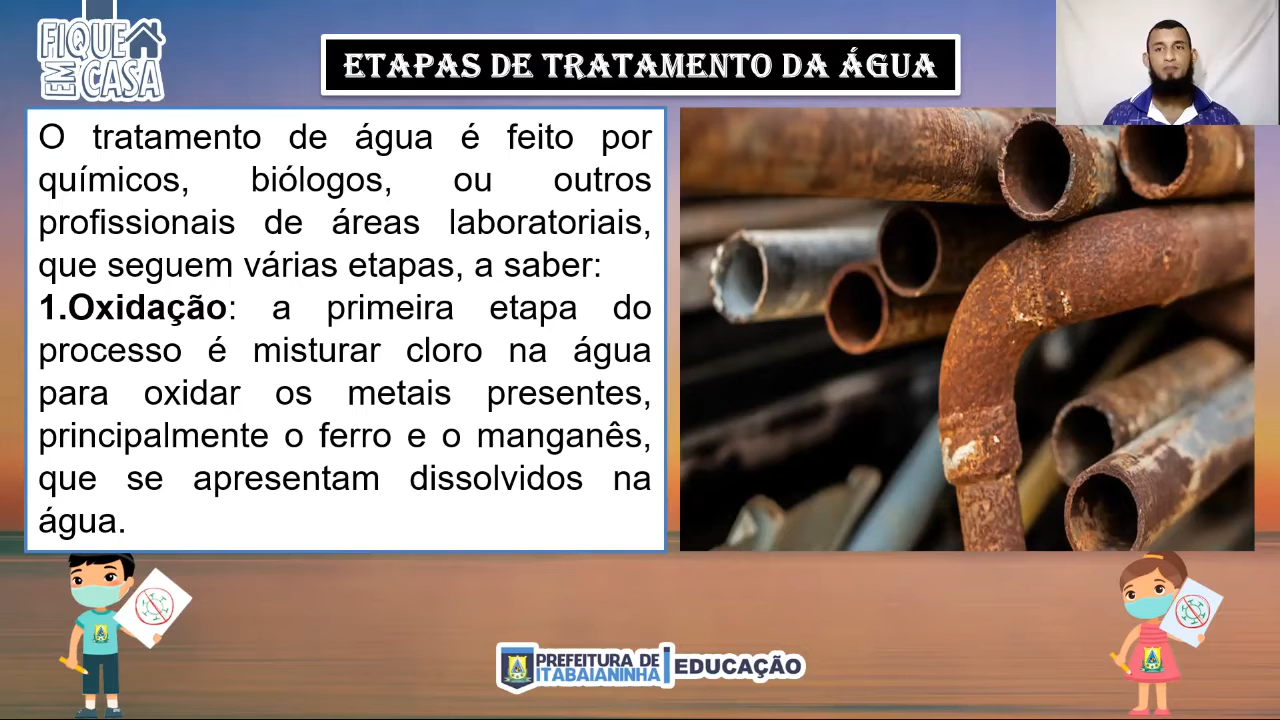 FIQUE
EM
CASA
ETAPAS DE TRATAMENTO DA ÁGUA
O tratamento de água é feito por
químicos, biólogos, ou outros
profissionais de áreas laboratoriais,
que seguem várias etapas, a saber:
1.Oxidação: a primeira etapa do
processo é misturar cloro na água
para oxidar os metais presentes,
principalmente o ferro e o manganês,
que se apresentam dissolvidos na
água.
PREFEITURA DE
ITABAIANINHA
EDUCAÇÃO